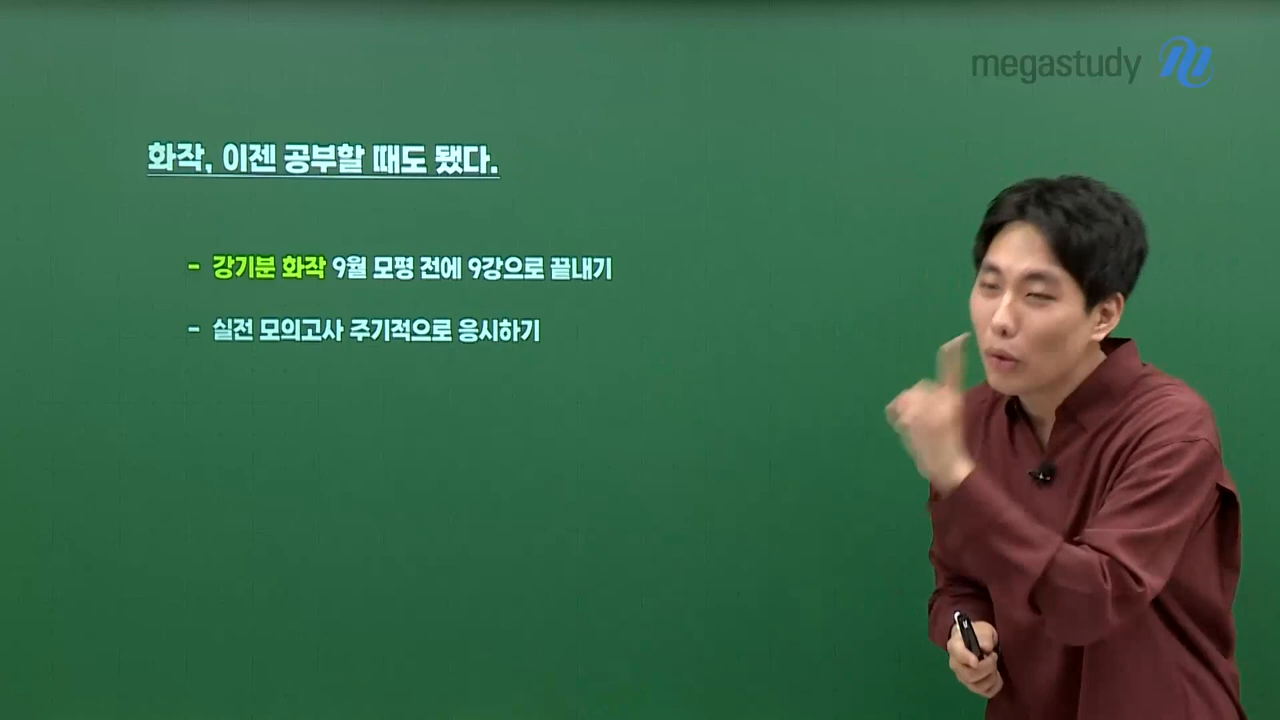 megastudy
화작, 이젠 공부할 때도 됐다.
- 강기분 화작 9월 모평 전에 9강으로 끝내기
- 실전 모의고사 주기적으로 응시하기